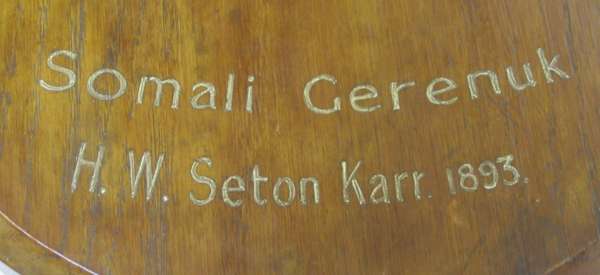 Somali Gerenuk
H. W. Seton Karr. 1893.